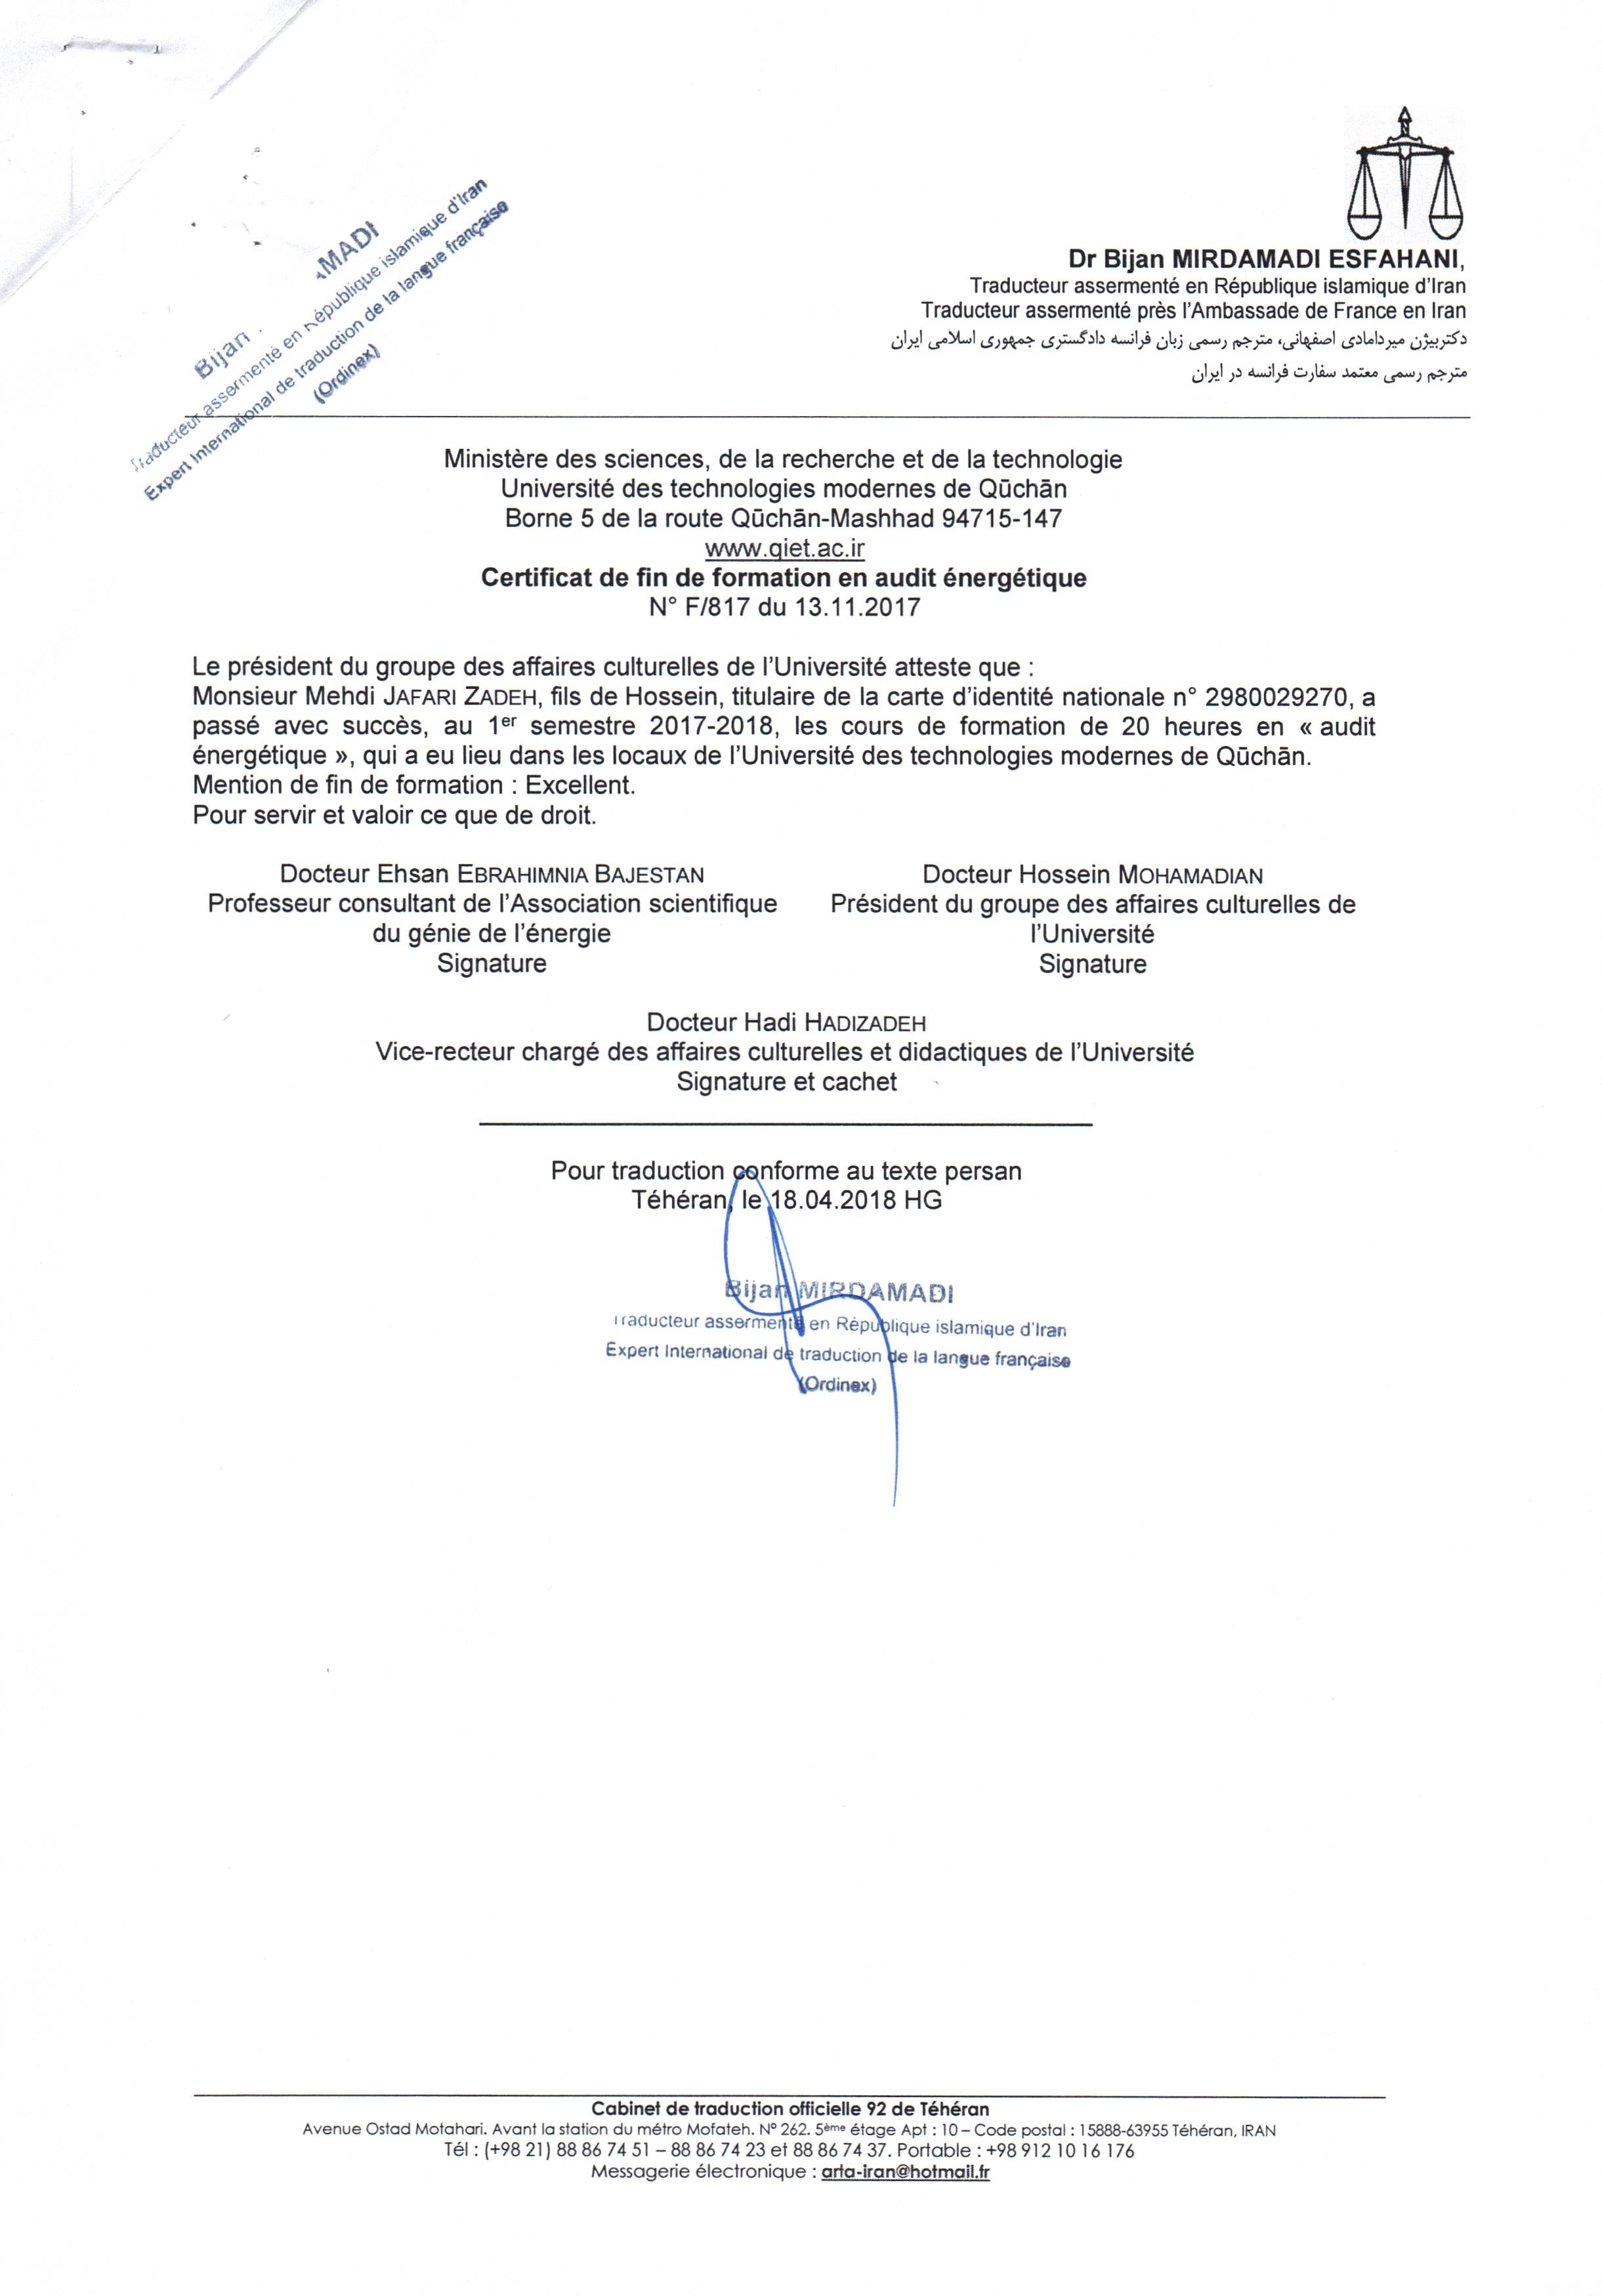 Bijan MADI
Traducteur assermenté en République islamique d'Iran
Expert International de traduction de la langue française
(Ordinex)
Dr Bijan MIRDAMADI ESFAHANI,
Traducteur assermenté en République islamique d'Iran
Traducteur assermenté près l'Ambassade de France en Iran
دکتربیژن میردامادی اصفهانی، مترجم رسمی زبان فرانسه دادگستری جمهوری اسلامی ایران
مترجم رسمی معتمد سفارت فرانسه در ایران
Ministère des sciences, de la recherche et de la technologie
Université des technologies modernes de Qūchān
Borne 5 de la route Qūchān-Mashhad 94715-147
www.qiet.ac.ir
Certificat de fin de formation en audit énergétique
N° F/817 du 13.11.2017
Le président du groupe des affaires culturelles de l'Université atteste que :
Monsieur Mehdi JAFARI ZADEH, fils de Hossein, titulaire de la carte d'identité nationale n° 2980029270, a
passé avec succès, au 1er semestre 2017-2018, les cours de formation de 20 heures en « audit
énergétique », qui a eu lieu dans les locaux de l'Université des technologies modernes de Qūchān.
Mention de fin de formation : Excellent.
Pour servir et valoir ce que de droit.
Docteur Ehsan EBRAHIMNIA BAJESTAN
Professeur consultant de l'Association scientifique
du génie de l'énergie
Signature
Docteur Hossein MOHAMADIAN
Président du groupe des affaires culturelles de
l'Université
Signature
Docteur Hadi HADIZADEH
Vice-recteur chargé des affaires culturelles et didactiques de l'Université
Signature et cachet
Pour traduction conforme au texte persan
Téhéran, le 18.04.2018 HG
Bijan MIRDAMADI
Traducteur assermenté en République islamique d'Iran
Expert International de traduction de la langue française
(Ordinex)
Cabinet de traduction officielle 92 de Téhéran
Avenue Ostad Motahari. Avant la station du métro Mofateh. N° 262. 5ème étage Apt : 10 – Code postal : 15888-63955 Téhéran, IRAN
Tél : (+98 21) 88 86 74 51 – 88 86 74 23 et 88 86 74 37. Portable : +98 912 10 16 176
Messagerie électronique : arta-iran@hotmail.fr